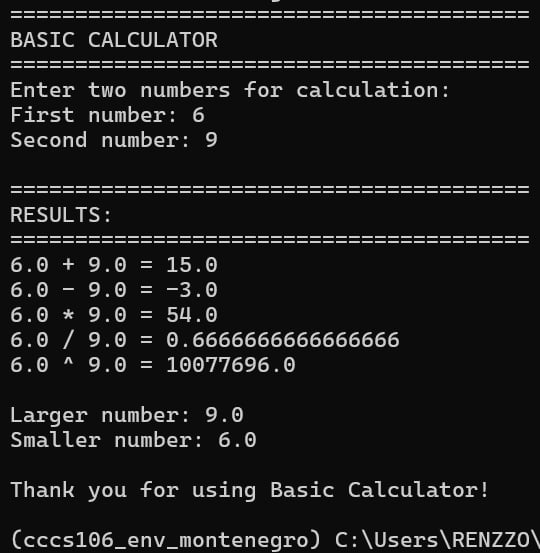 ========================================
BASIC CALCULATOR
========================================
Enter two numbers for calculation:
First number: 6
Second number: 9
========================================
RESULTS:
========================================
6.0 + 9.0 = 15.0
6.0 - 9.0 = -3.0
6.0 * 9.0 = 54.0
6.0 / 9.0 = 0.6666666666666666
6.0 ^ 9.0 = 10077696.0
Larger number: 9.0
Smaller number: 6.0
Thank you for using Basic Calculator!
(cccs106_env_montenegro) C:\Users\RENZZO\